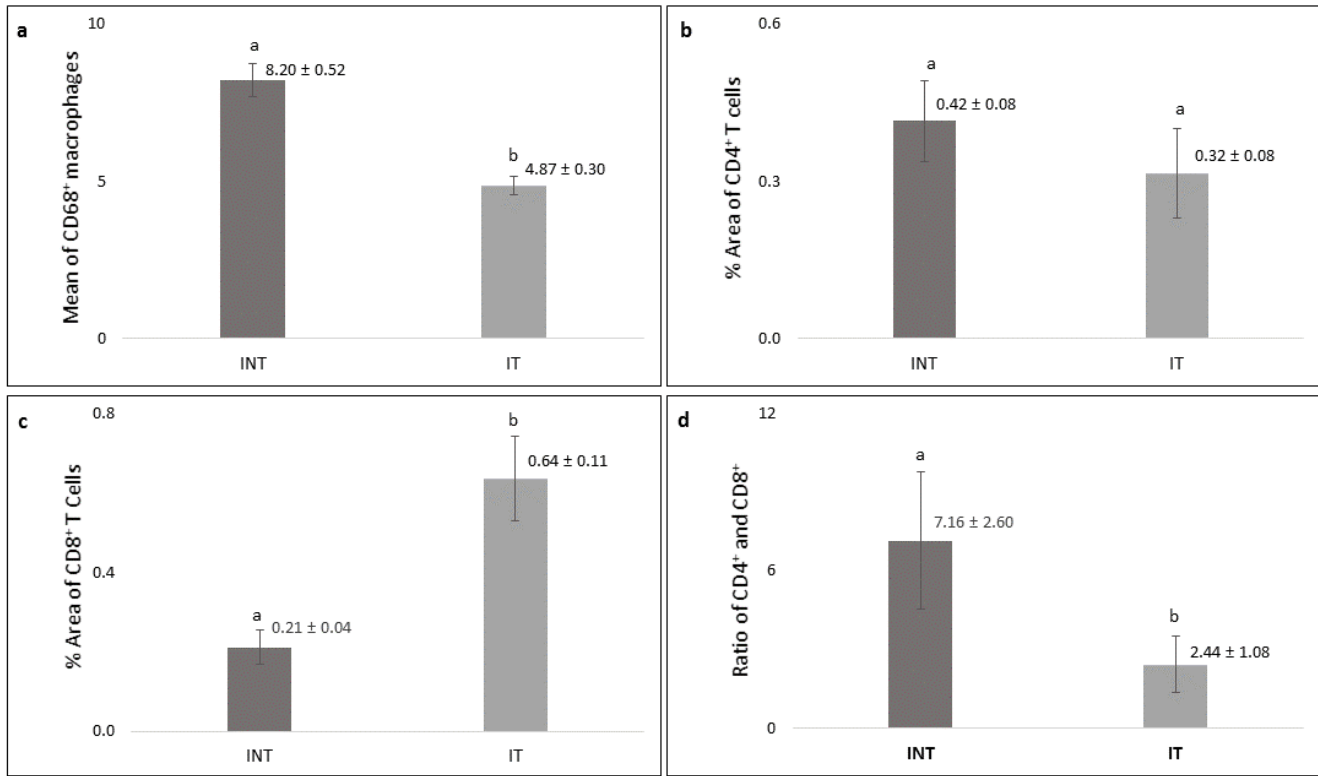 a
Mean of CD68⁺ macrophages
10
5
0
a
8.20 ± 0.52
b
4.87 ± 0.30
INT
IT
b
% Area of CD4⁺ T cells
0.6
0.3
0.0
a
0.42 ± 0.08
a
0.32 ± 0.08
INT
IT
c
% Area of CD8⁺ T Cells
0.8
0.4
0.0
a
0.21 ± 0.04
b
0.64 ± 0.11
INT
IT
d
Ratio of CD4⁺ and CD8⁺
12
6
0
a
7.16 ± 2.60
b
2.44 ± 1.08
INT
IT